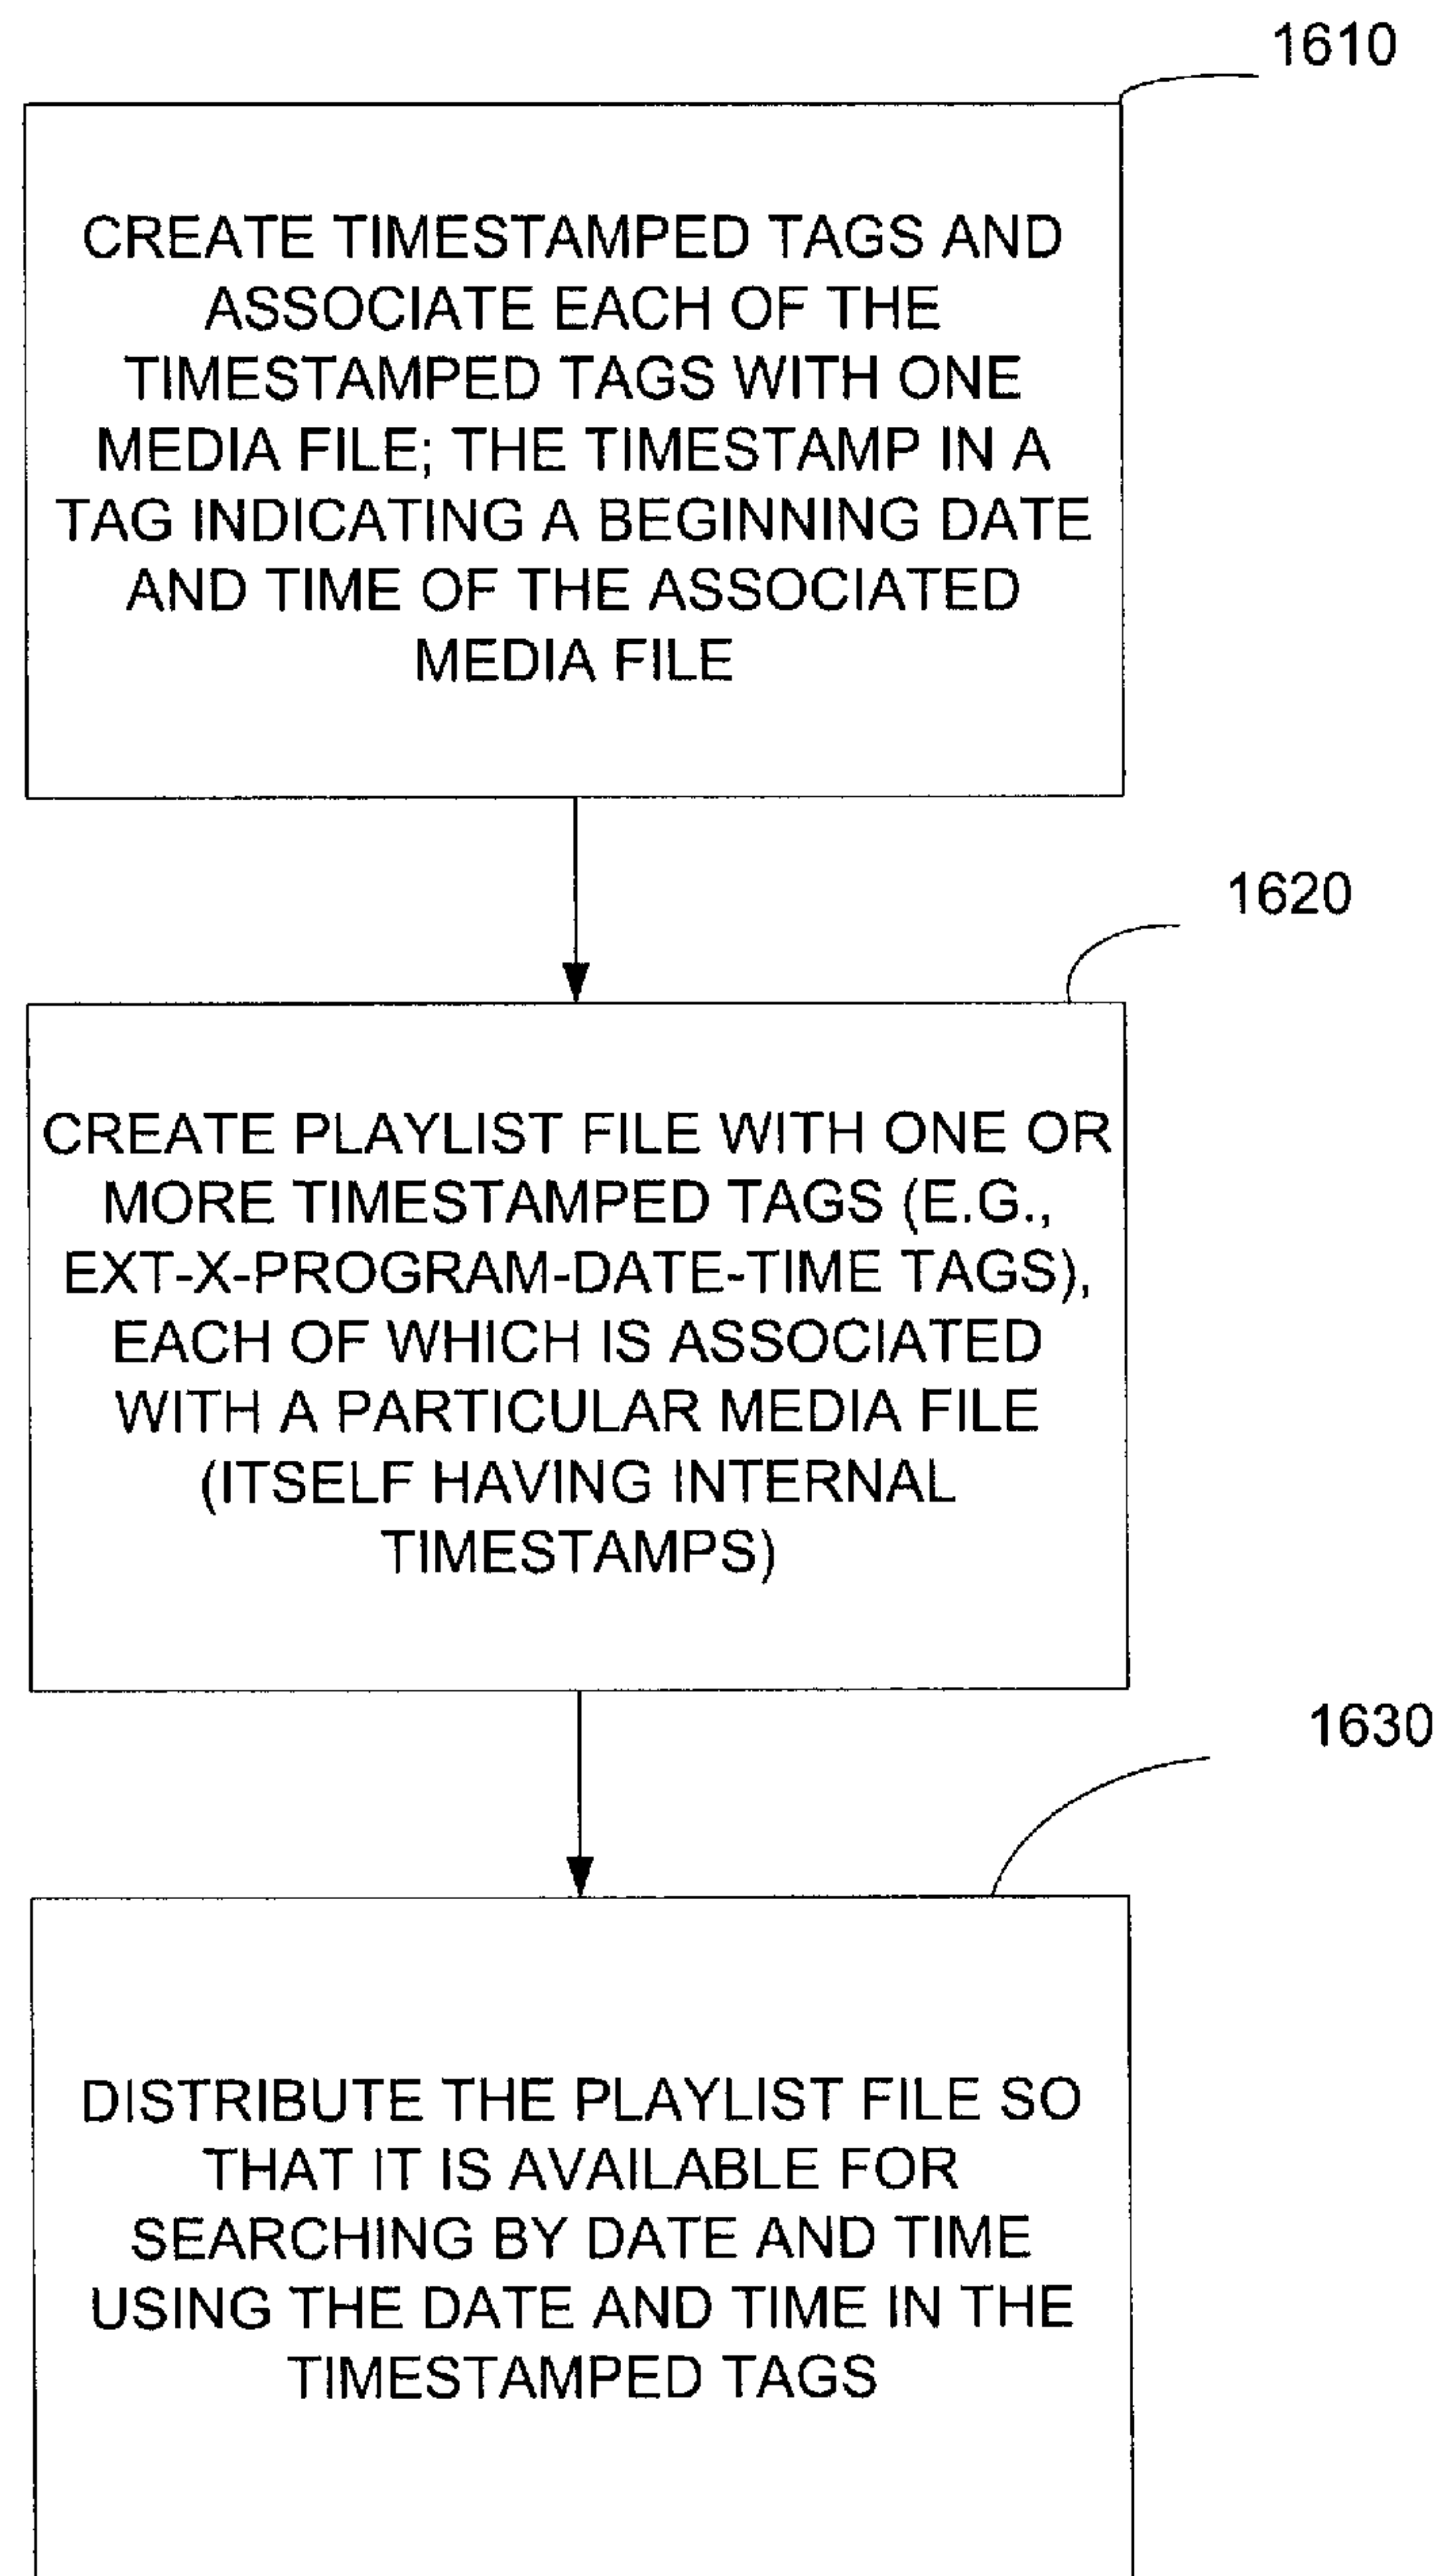 1610
CREATE TIMESTAMPED TAGS AND
ASSOCIATE EACH OF THE
TIMESTAMPED TAGS WITH ONE
MEDIA FILE; THE TIMESTAMP IN A
TAG INDICATING A BEGINNING DATE
AND TIME OF THE ASSOCIATED
MEDIA FILE
1620
CREATE PLAYLIST FILE WITH ONE OR
MORE TIMESTAMPED TAGS (E.G.,
EXT-X-PROGRAM-DATE-TIME TAGS),
EACH OF WHICH IS ASSOCIATED
WITH A PARTICULAR MEDIA FILE
(ITSELF HAVING INTERNAL
TIMESTAMPS)
1630
DISTRIBUTE THE PLAYLIST FILE SO
THAT IT IS AVAILABLE FOR
SEARCHING BY DATE AND TIME
USING THE DATE AND TIME IN THE
TIMESTAMPED TAGS